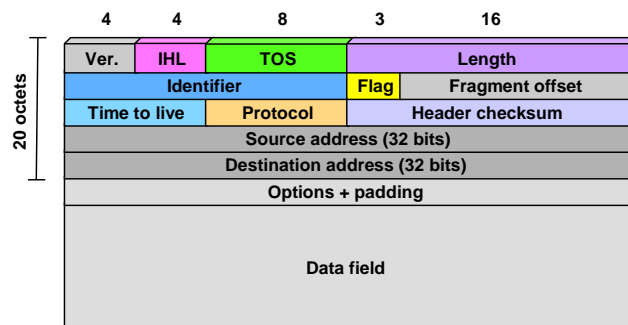 4 4 8 3 16
Ver. IHL TOS Length
Identifier Flag Fragment offset
Time to live Protocol Header checksum
Source address (32 bits)
Destination address (32 bits)
20 octets
Options + padding
Data field